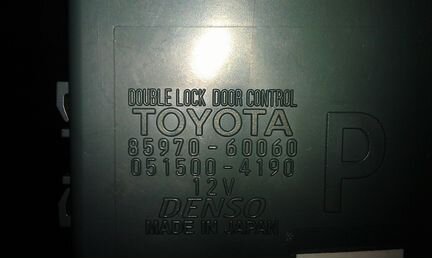 DOUBLE LOCK DOOR CONTROL
TOYOTA
85970-60060
051500-4190
12V
DENSO
MADE IN JAPAN
P